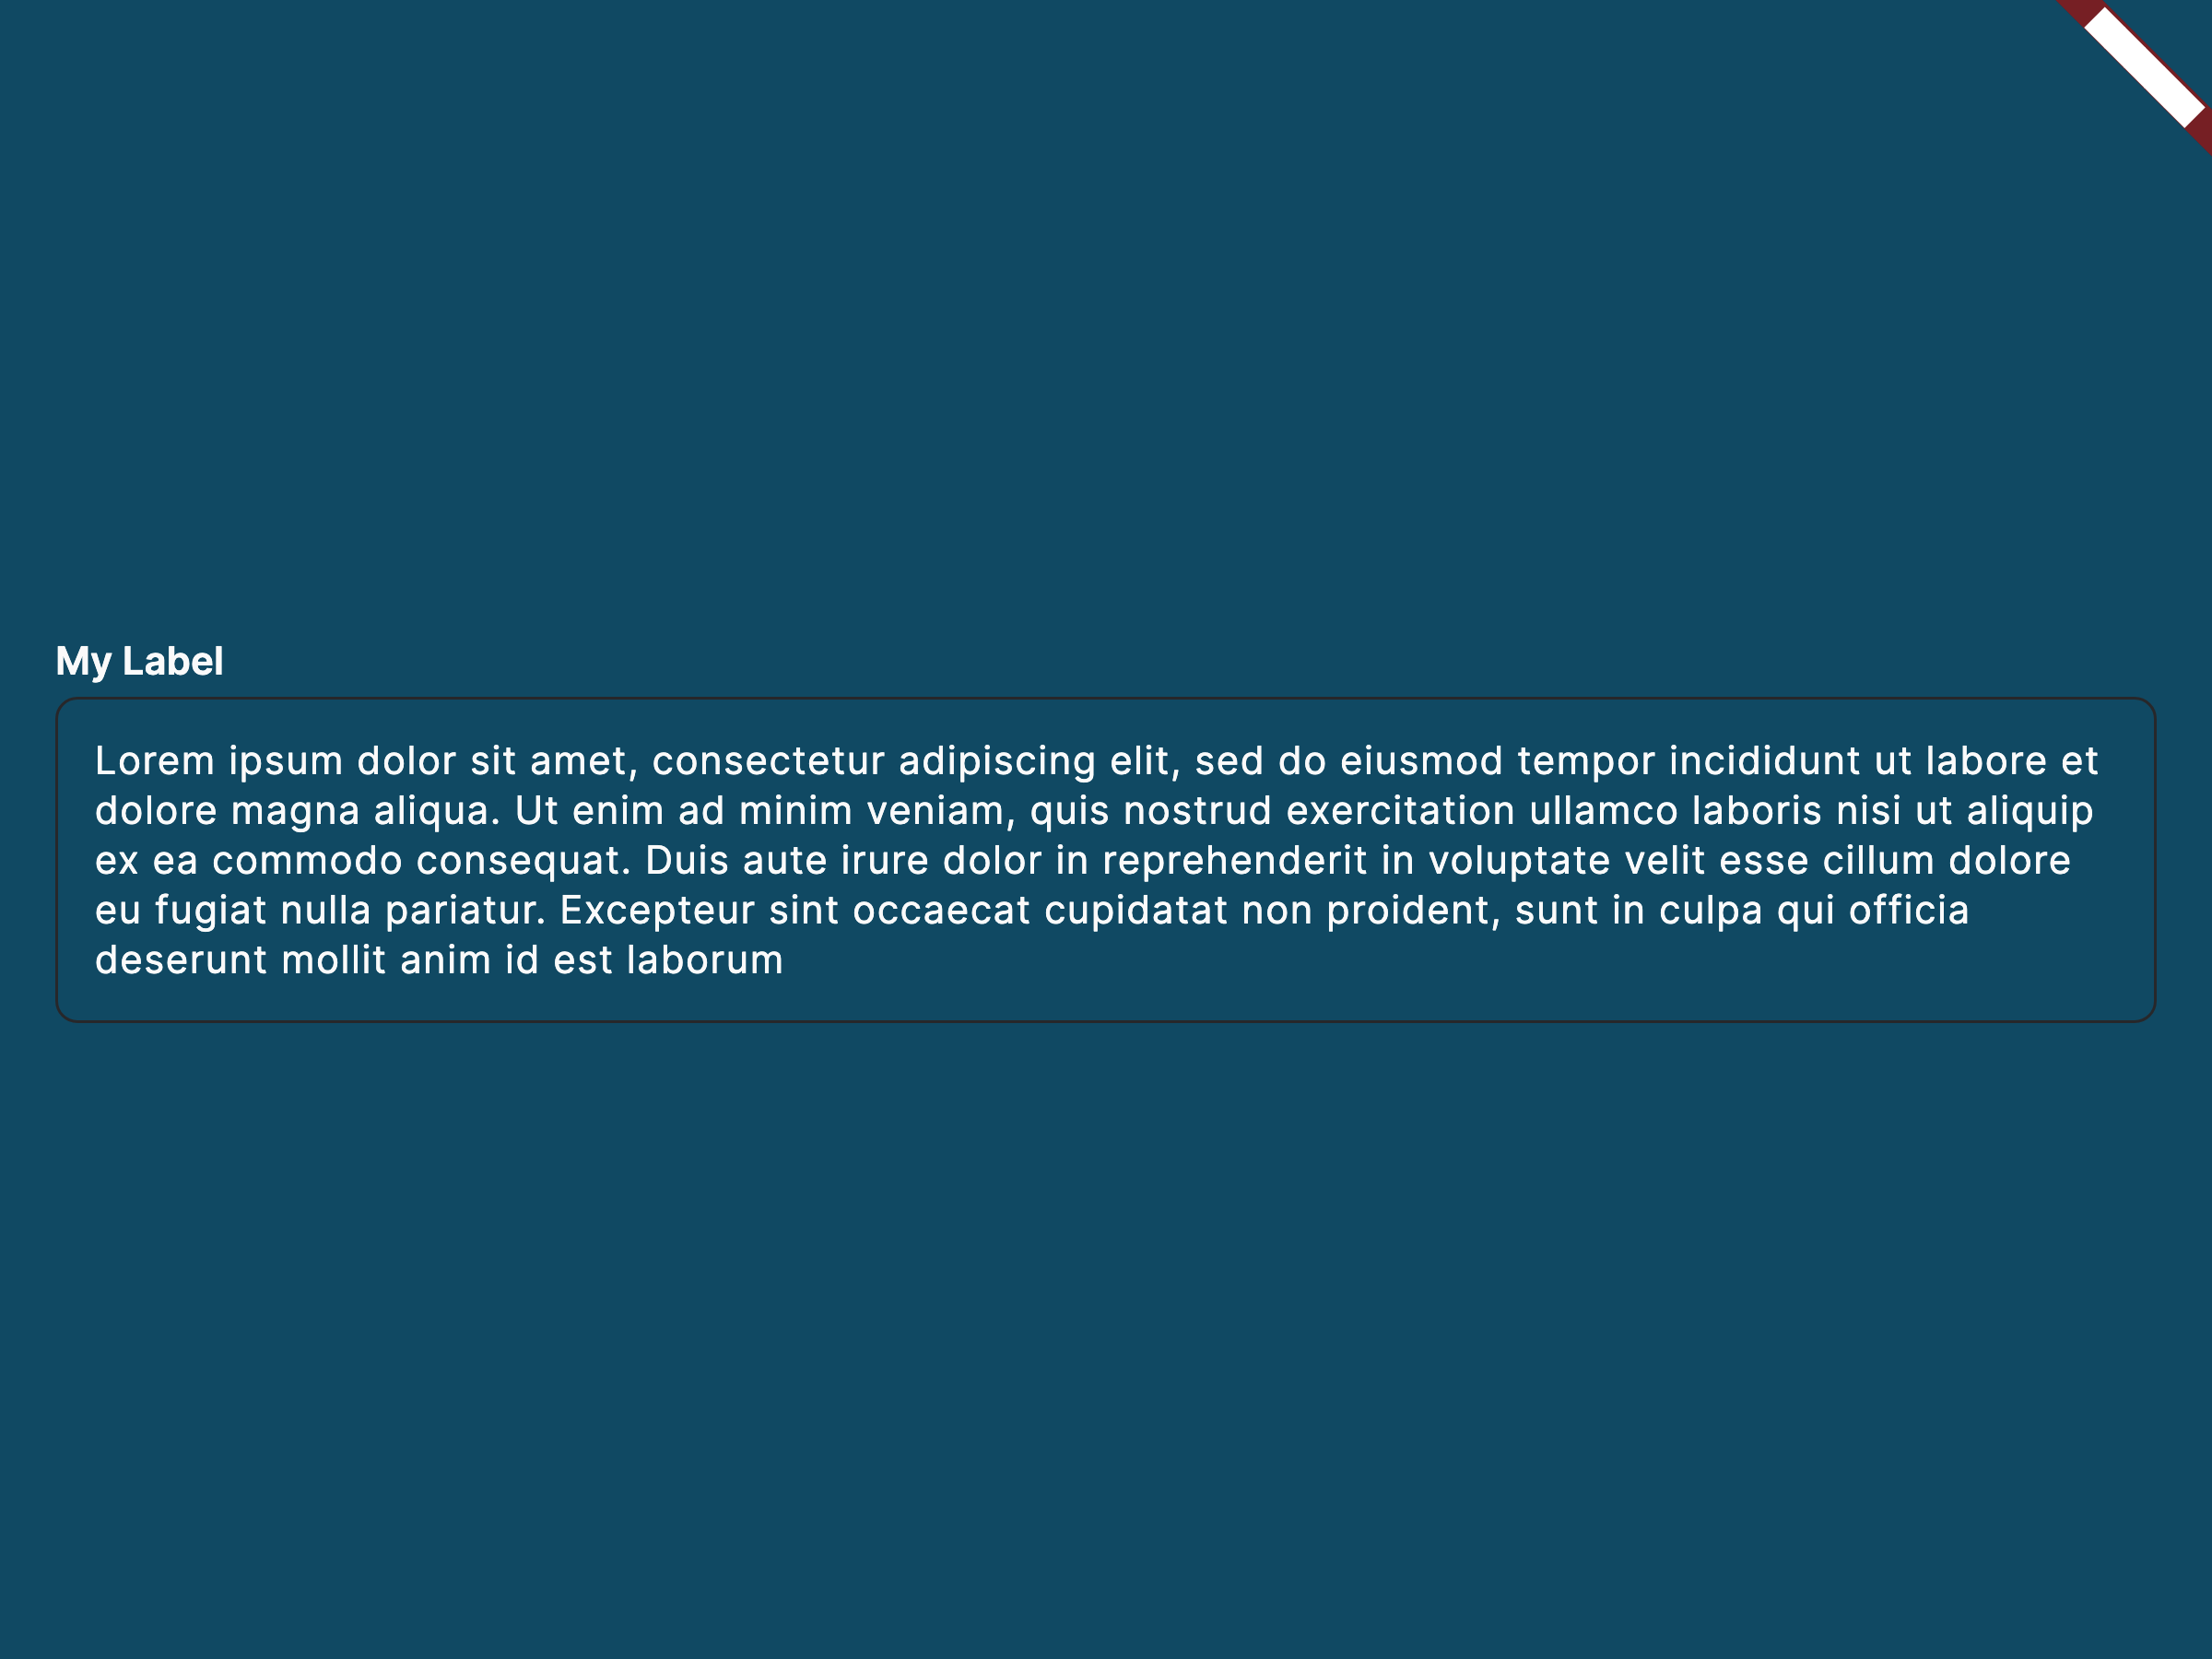 My Label
Lorem ipsum dolor sit amet, consectetur adipiscing elit, sed do eiusmod tempor incididunt ut labore et
dolore magna aliqua. Ut enim ad minim veniam, quis nostrud exercitation ullamco laboris nisi ut aliquip
ex ea commodo consequat. Duis aute irure dolor in reprehenderit in voluptate velit esse cillum dolore
eu fugiat nulla pariatur. Excepteur sint occaecat cupidatat non proident, sunt in culpa qui officia
deserunt mollit anim id est laborum